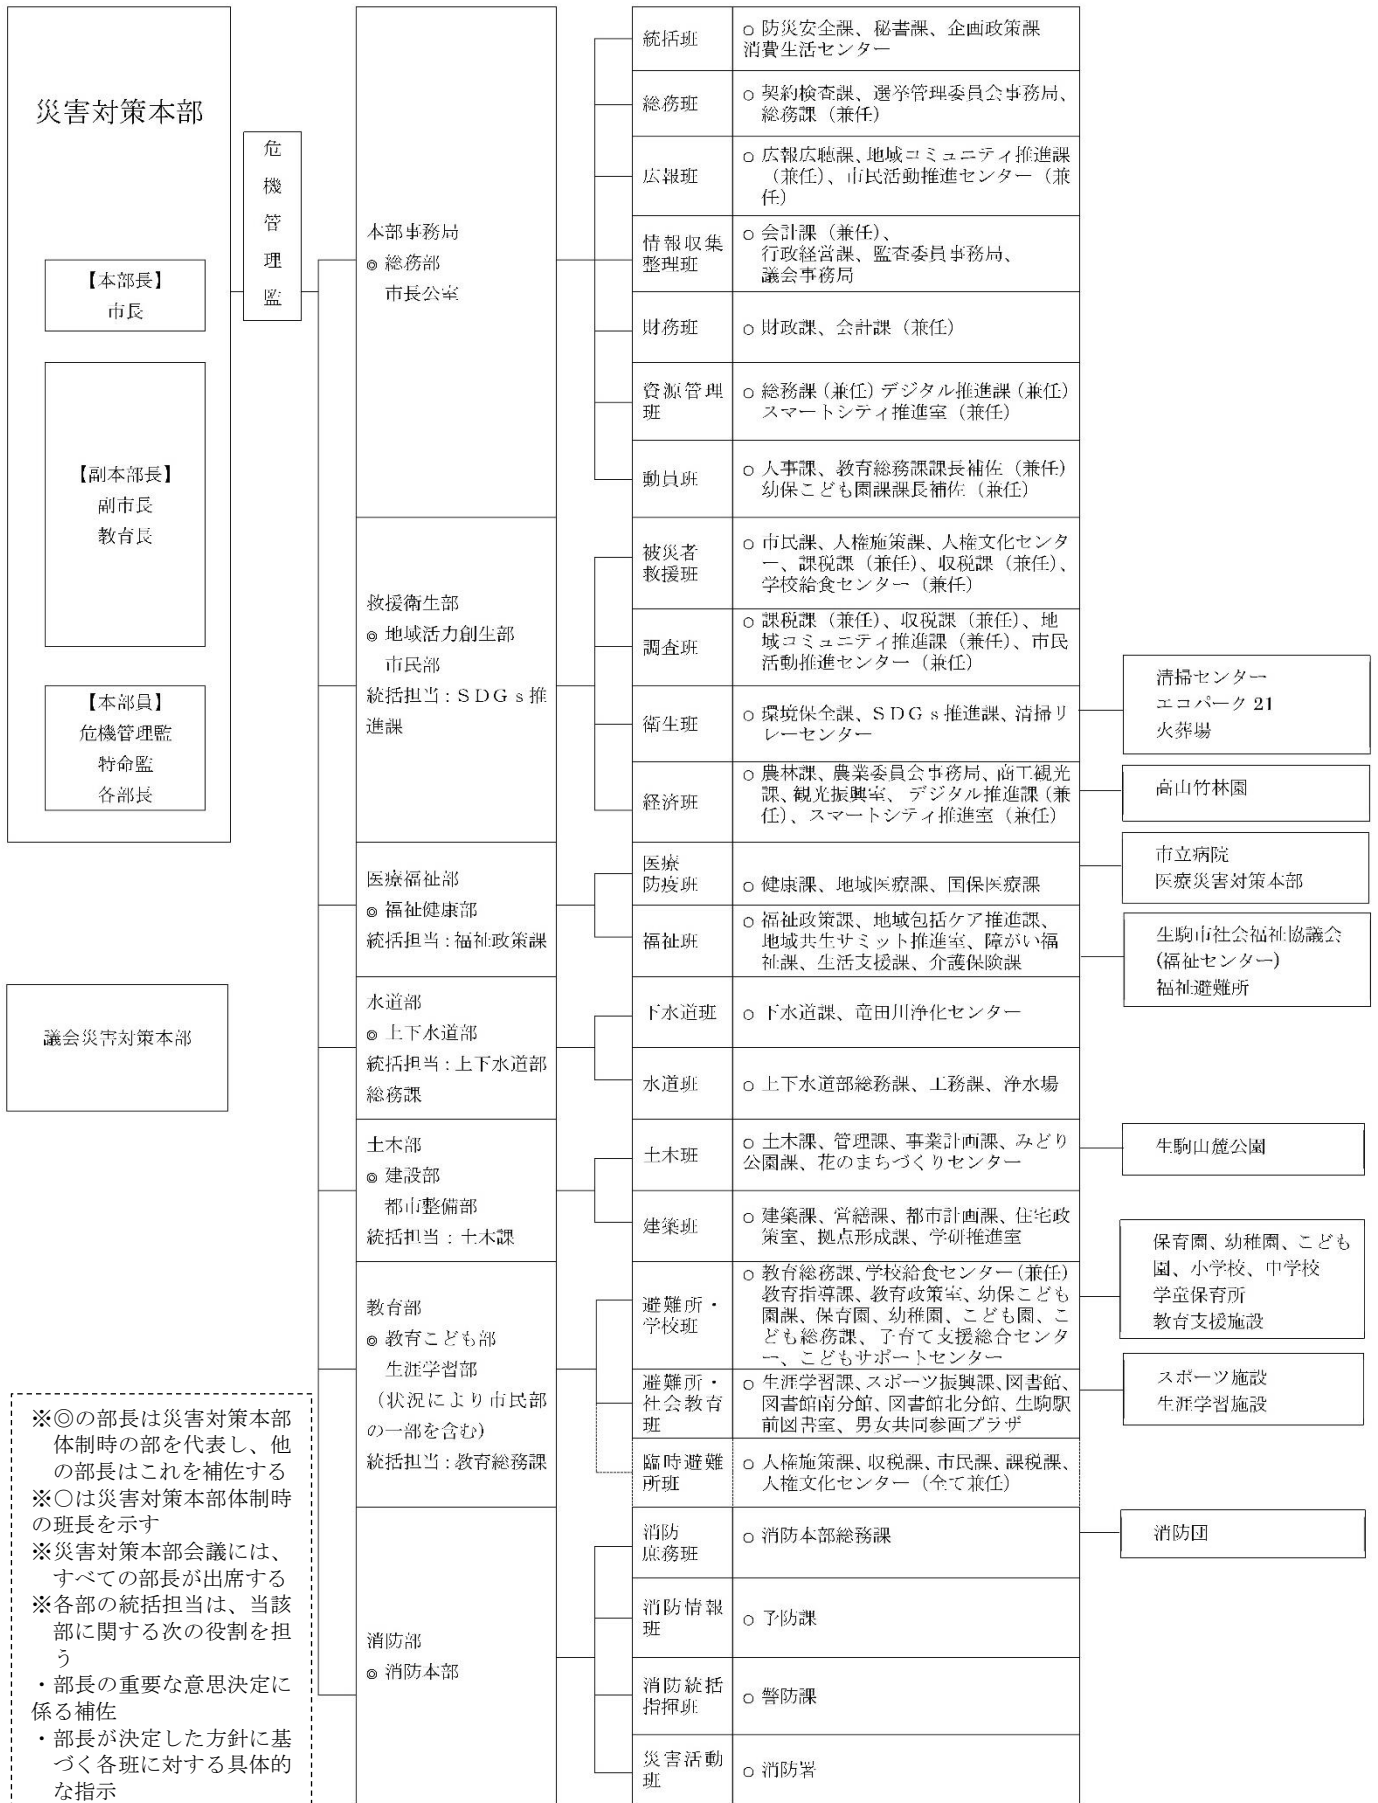 災害対策本部
【本部長】
市長
【副本部長】
副市長
教育長
【本部員】
危機管理監
特命監
各部長
議会災害対策本部
※◎の部長は災害対策本部
体制時の部を代表し、他
の部長はこれを補佐する
※○は災害対策本部体制時
の班長を示す
※災害対策本部会議には、
すべての部長が出席する
※各部の統括担当は、当該
部に関する次の役割を担
う
・部長の重要な意思決定に
係る補佐
・部長が決定した方針に基
づく各班に対する具体的
な指示
危
機
管
理
監
本部事務局
◎ 総務部
市長公室
統括班
○ 防災安全課、秘書課、企画政策課
消費生活センター
総務班
○ 契約検査課、選挙管理委員会事務局、
総務課（兼任）
広報班
○ 広報広聴課、地域コミュニティ推進課
（兼任）、市民活動推進センター（兼
任）
情報収集
整理班
○ 会計課（兼任）、
行政経営課、監査委員事務局、
議会事務局
財務班
○ 財政課、会計課（兼任）
資源管理
班
○ 総務課（兼任）デジタル推進課（兼任）
スマートシティ推進室（兼任）
動員班
○ 人事課、教育総務課課長補佐（兼任）
幼保こども園課課長補佐（兼任）
救援衛生部
◎ 地域活力創生部
市民部
統括担当：ＳＤＧｓ推
進課
被災者
救援班
○ 市民課、人権施策課、人権文化センタ
ー、課税課（兼任）、収税課（兼任）、
学校給食センター（兼任）
調査班
○ 課税課（兼任）、収税課（兼任）、地
域コミュニティ推進課（兼任）、市民
活動推進センター（兼任）
衛生班
○ 環境保全課、ＳＤＧｓ推進課、清掃リ
レーセンター
清掃センター
エコパーク 21
火葬場
経済班
○ 農林課、農業委員会事務局、商工観光
課、観光振興室、デジタル推進課（兼
任）、スマートシティ推進室（兼任）
高山竹林園
医療福祉部
◎ 福祉健康部
統括担当：福祉政策課
医療
防疫班
○ 健康課、地域医療課、国保医療課
市立病院
医療災害対策本部
福祉班
○ 福祉政策課、地域包括ケア推進課、
地域共生サミット推進室、障がい福
祉課、生活支援課、介護保険課
生駒市社会福祉協議会
(福祉センター)
福祉避難所
水道部
◎ 上下水道部
統括担当：上下水道部
総務課
下水道班
○ 下水道課、竜田川浄化センター
水道班
○ 上下水道部総務課、工務課、浄水場
土木部
◎ 建設部
都市整備部
統括担当：土木課
土木班
○ 土木課、管理課、事業計画課、みどり
公園課、花のまちづくりセンター
生駒山麓公園
建築班
○ 建築課、営繕課、都市計画課、住宅政
策室、拠点形成課、学研推進室
教育部
◎ 教育こども部
生涯学習部
（状況により市民部
の一部を含む）
統括担当：教育総務課
避難所・
学校班
○ 教育総務課、学校給食センター（兼任）
教育指導課、教育政策室、幼保こども
園課、保育園、幼稚園、こども園、こ
ども総務課、子育て支援総合センタ
ー、こどもサポートセンター
保育園、幼稚園、こども
園、小学校、中学校
学童保育所
教育支援施設
避難所・
社会教育
班
○ 生涯学習課、スポーツ振興課、図書館、
図書館南分館、図書館北分館、生駒駅
前図書室、男女共同参画プラザ
スポーツ施設
生涯学習施設
臨時避難
所班
○ 人権施策課、収税課、市民課、課税課、
人権文化センター（全て兼任）
消防部
◎ 消防本部
消防
庶務班
○ 消防本部総務課
消防団
消防情報
班
○ 予防課
消防統括
指揮班
○ 警防課
災害活動
班
○ 消防署